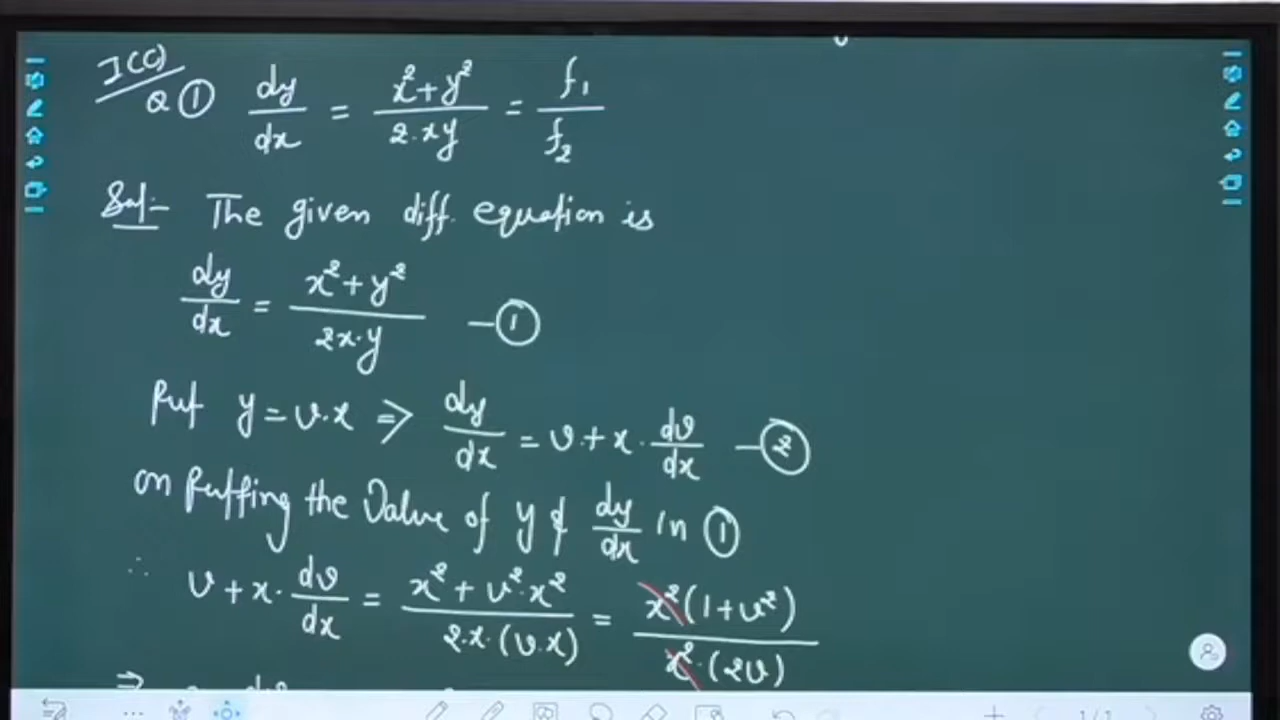 I(C)
Q ① dy/dx = x²+y²/2·xy = f₁/f₂
Sol:- The given diff. equation is
dy/dx = x²+y²/2x·y —①
Put y=v·x => dy/dx = v+x·dv/dx —②
on Putting the Value of y & dy/dx in ①
∴ v+x·dv/dx = x²+v²·x²/2·x·(v·x) = x²(1+v²)/x²·(2v)